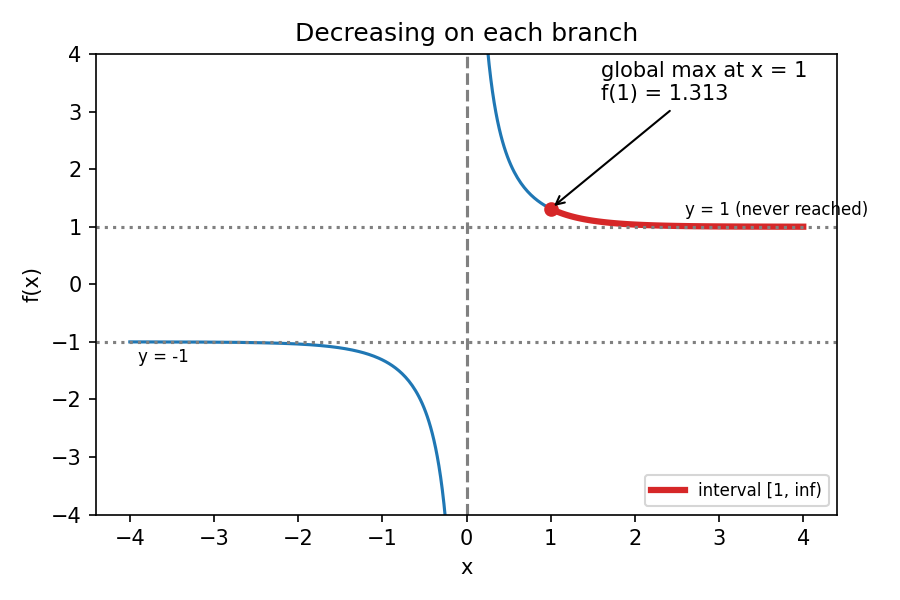 Decreasing on each branch
global max at x = 1
f(1) = 1.313
y = 1 (never reached)
y = -1
interval [1, inf)
f(x)
4
3
2
1
0
−1
−2
−3
−4
−4
−3
−2
−1
0
1
2
3
4
x